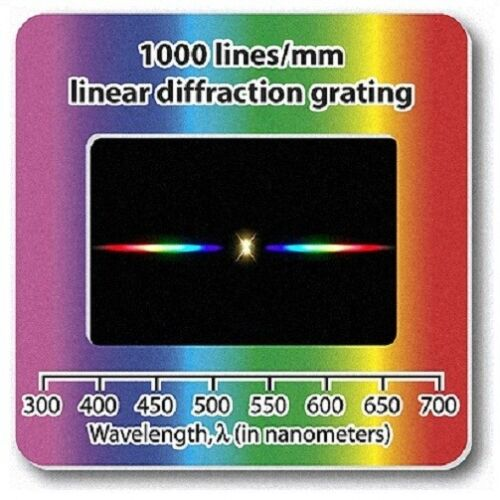 1000 lines/mm
linear diffraction grating
300 400 450 500 550 600 650 700
Wavelength, λ (in nanometers)